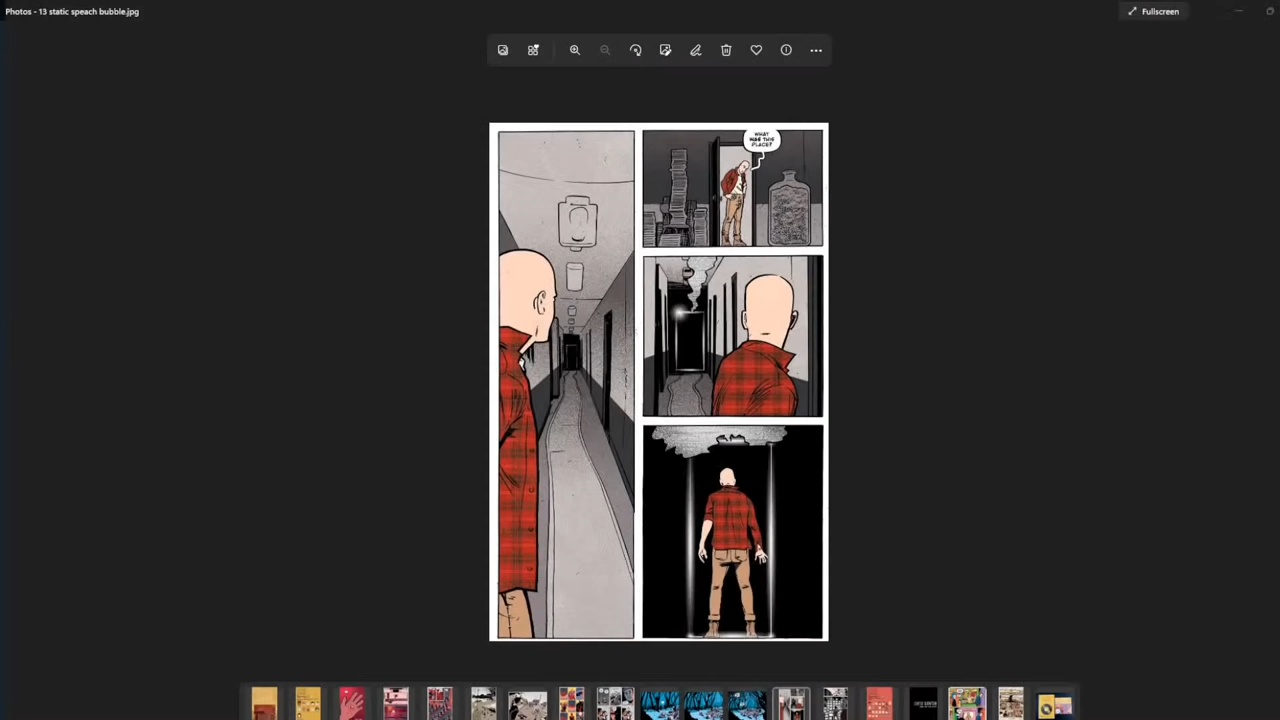 Photos - 13 static speach bubble.jpg
Fullscreen
WHAT
WAS THIS
PLACE?